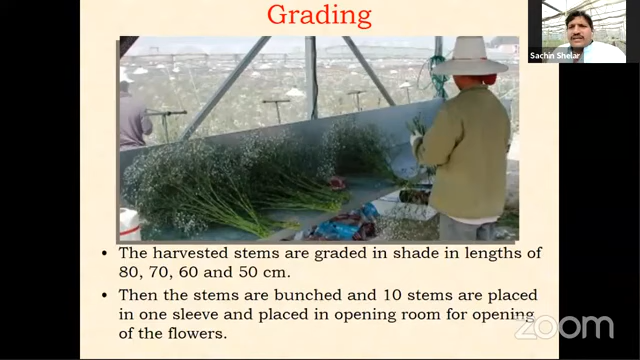 Grading
Sachin Shelar
• The harvested stems are graded in shade in lengths of
80, 70, 60 and 50 cm.
• Then the stems are bunched and 10 stems are placed
in one sleeve and placed in opening room for opening
of the flowers.
zoom